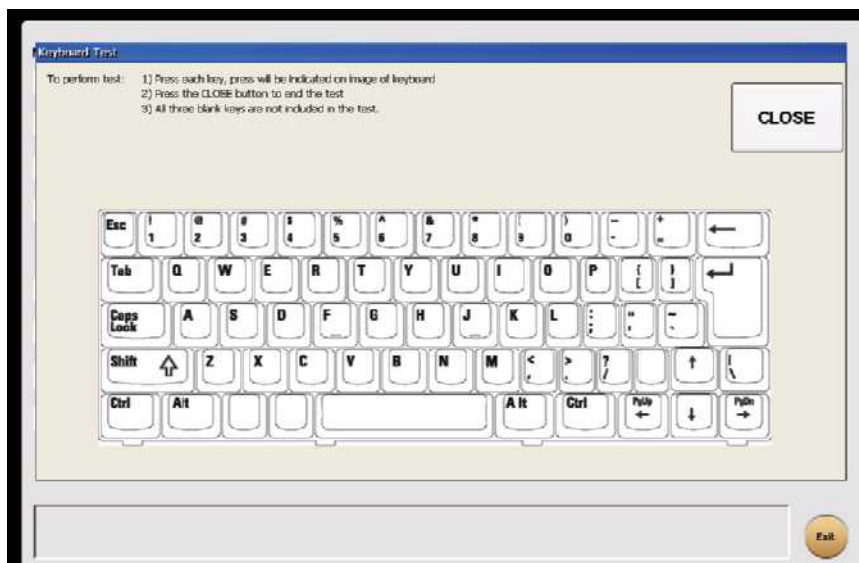 Keyboard Test
To perform test: 1) Press each key, press will be indicated on image of keyboard
2) Press the CLOSE button to end the test
3) All three blank keys are not included in the test.
CLOSE
Esc ! 1 @ 2 # 3 $ 4 % 5 ^ 6 & 7 * 8 ( 9 ) 0 _ - + = ←
Tab Q W E R T Y U I O P { [ } ] ↵
Caps Lock A S D F G H J K L : ; " ' ~ `
Shift ⇧ Z X C V B N M < , > . ? / ↑ | \
Ctrl Alt Alt Ctrl PgUp ← ↓ PgDn →
Exit